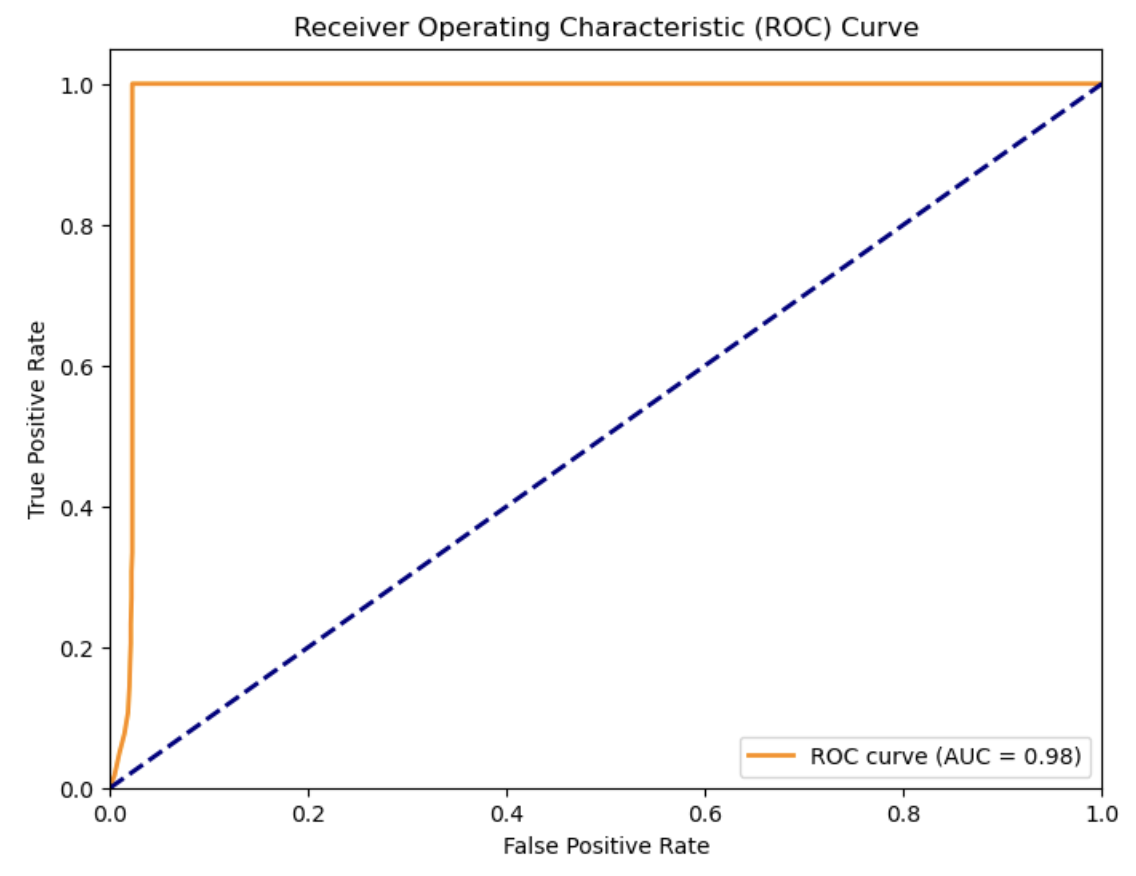 Receiver Operating Characteristic (ROC) Curve
True Positive Rate
1.0
0.8
0.6
0.4
0.2
0.0
0.0 0.2 0.4 0.6 0.8 1.0
False Positive Rate
ROC curve (AUC = 0.98)